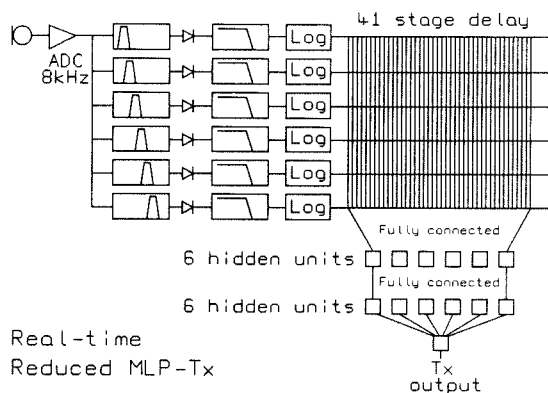 41 stage delay
ADC
8kHz
Log
Log
Log
Log
Log
Log
Fully connected
6 hidden units
Fully connected
6 hidden units
Real-time
Reduced MLP-Tx
Tx
output